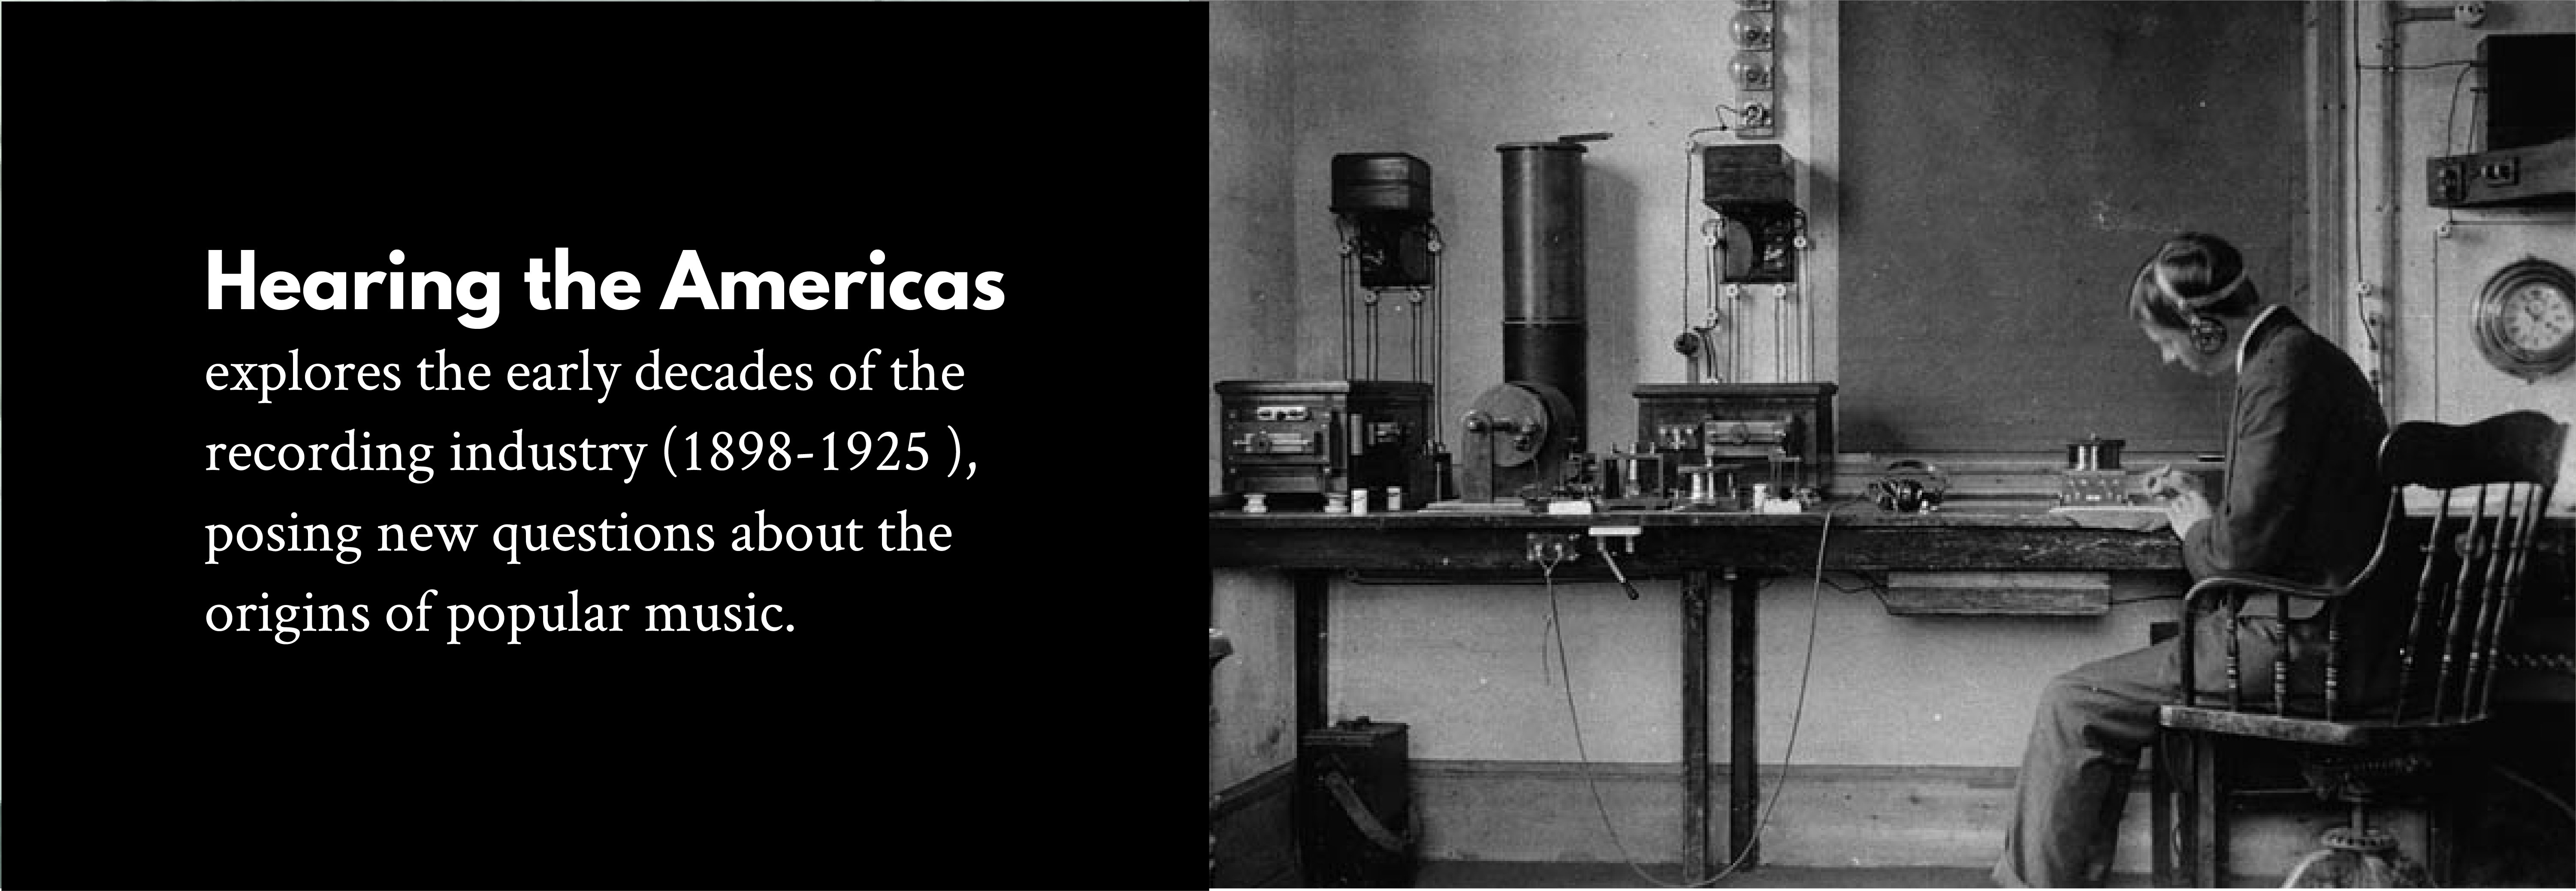 Hearing the Americas
explores the early decades of the
recording industry (1898-1925 ),
posing new questions about the
origins of popular music.